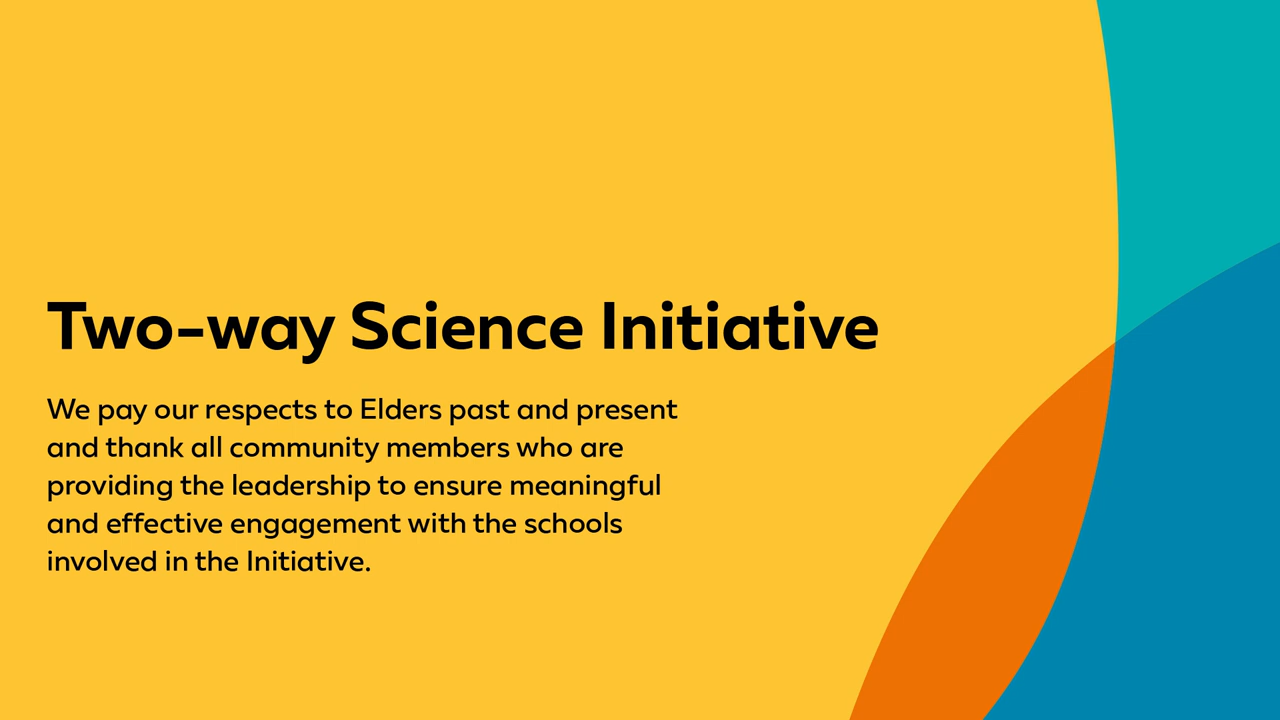 Two-way Science Initiative
We pay our respects to Elders past and present
and thank all community members who are
providing the leadership to ensure meaningful
and effective engagement with the schools
involved in the Initiative.